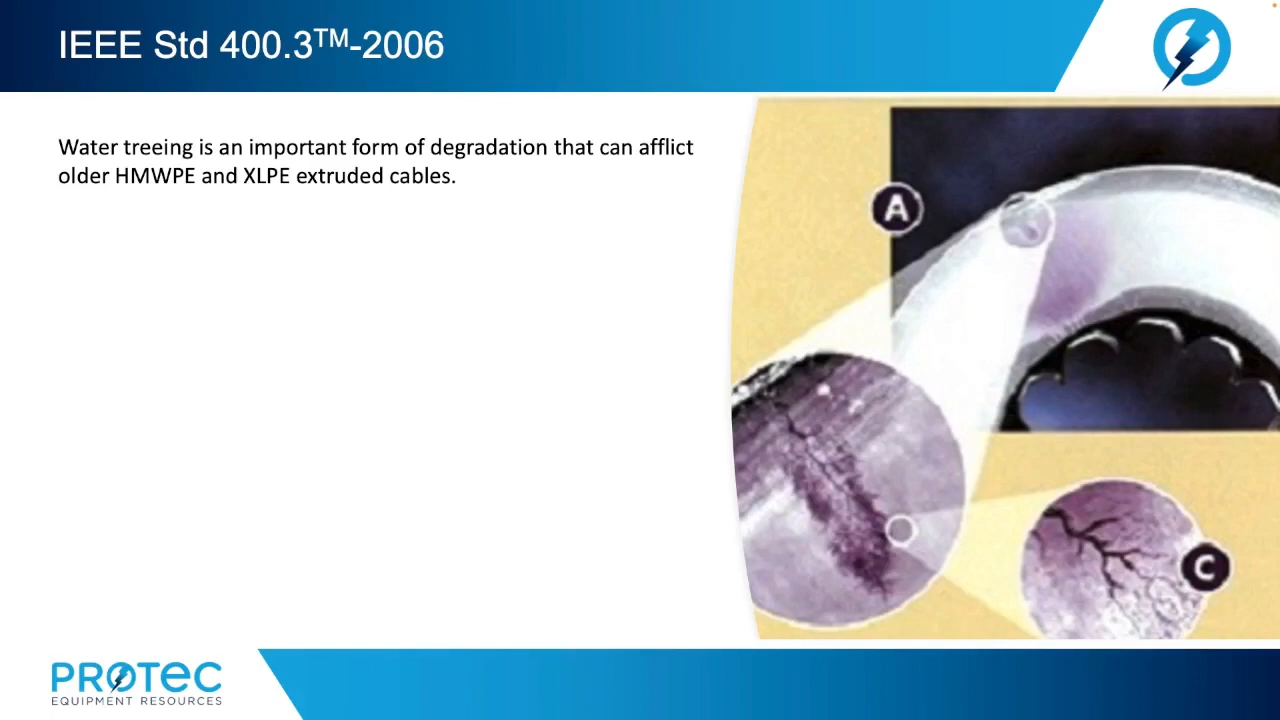 IEEE Std 400.3™-2006
Water treeing is an important form of degradation that can afflict
older HMWPE and XLPE extruded cables.
A
C
PROTEC
EQUIPMENT RESOURCES